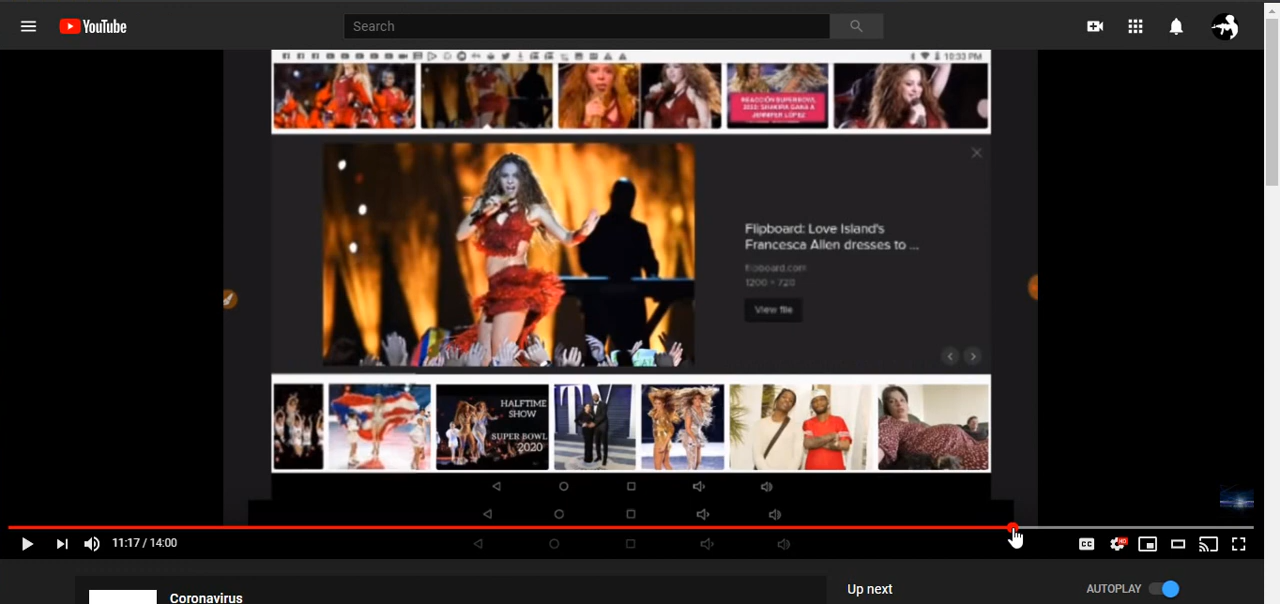 YouTube
Search
10:33 PM
REACCIÓN SUPERBOWL
2020: SHAKIRA GANA A
JENNIFER LÓPEZ
Flipboard: Love Island's
Francesca Allen dresses to ...
flipboard.com
1200 × 720
View file
HALFTIME
SHOW
SUPER BOWL
2020
11:17 / 14:00
CC
HD
Coronavirus
Up next
AUTOPLAY